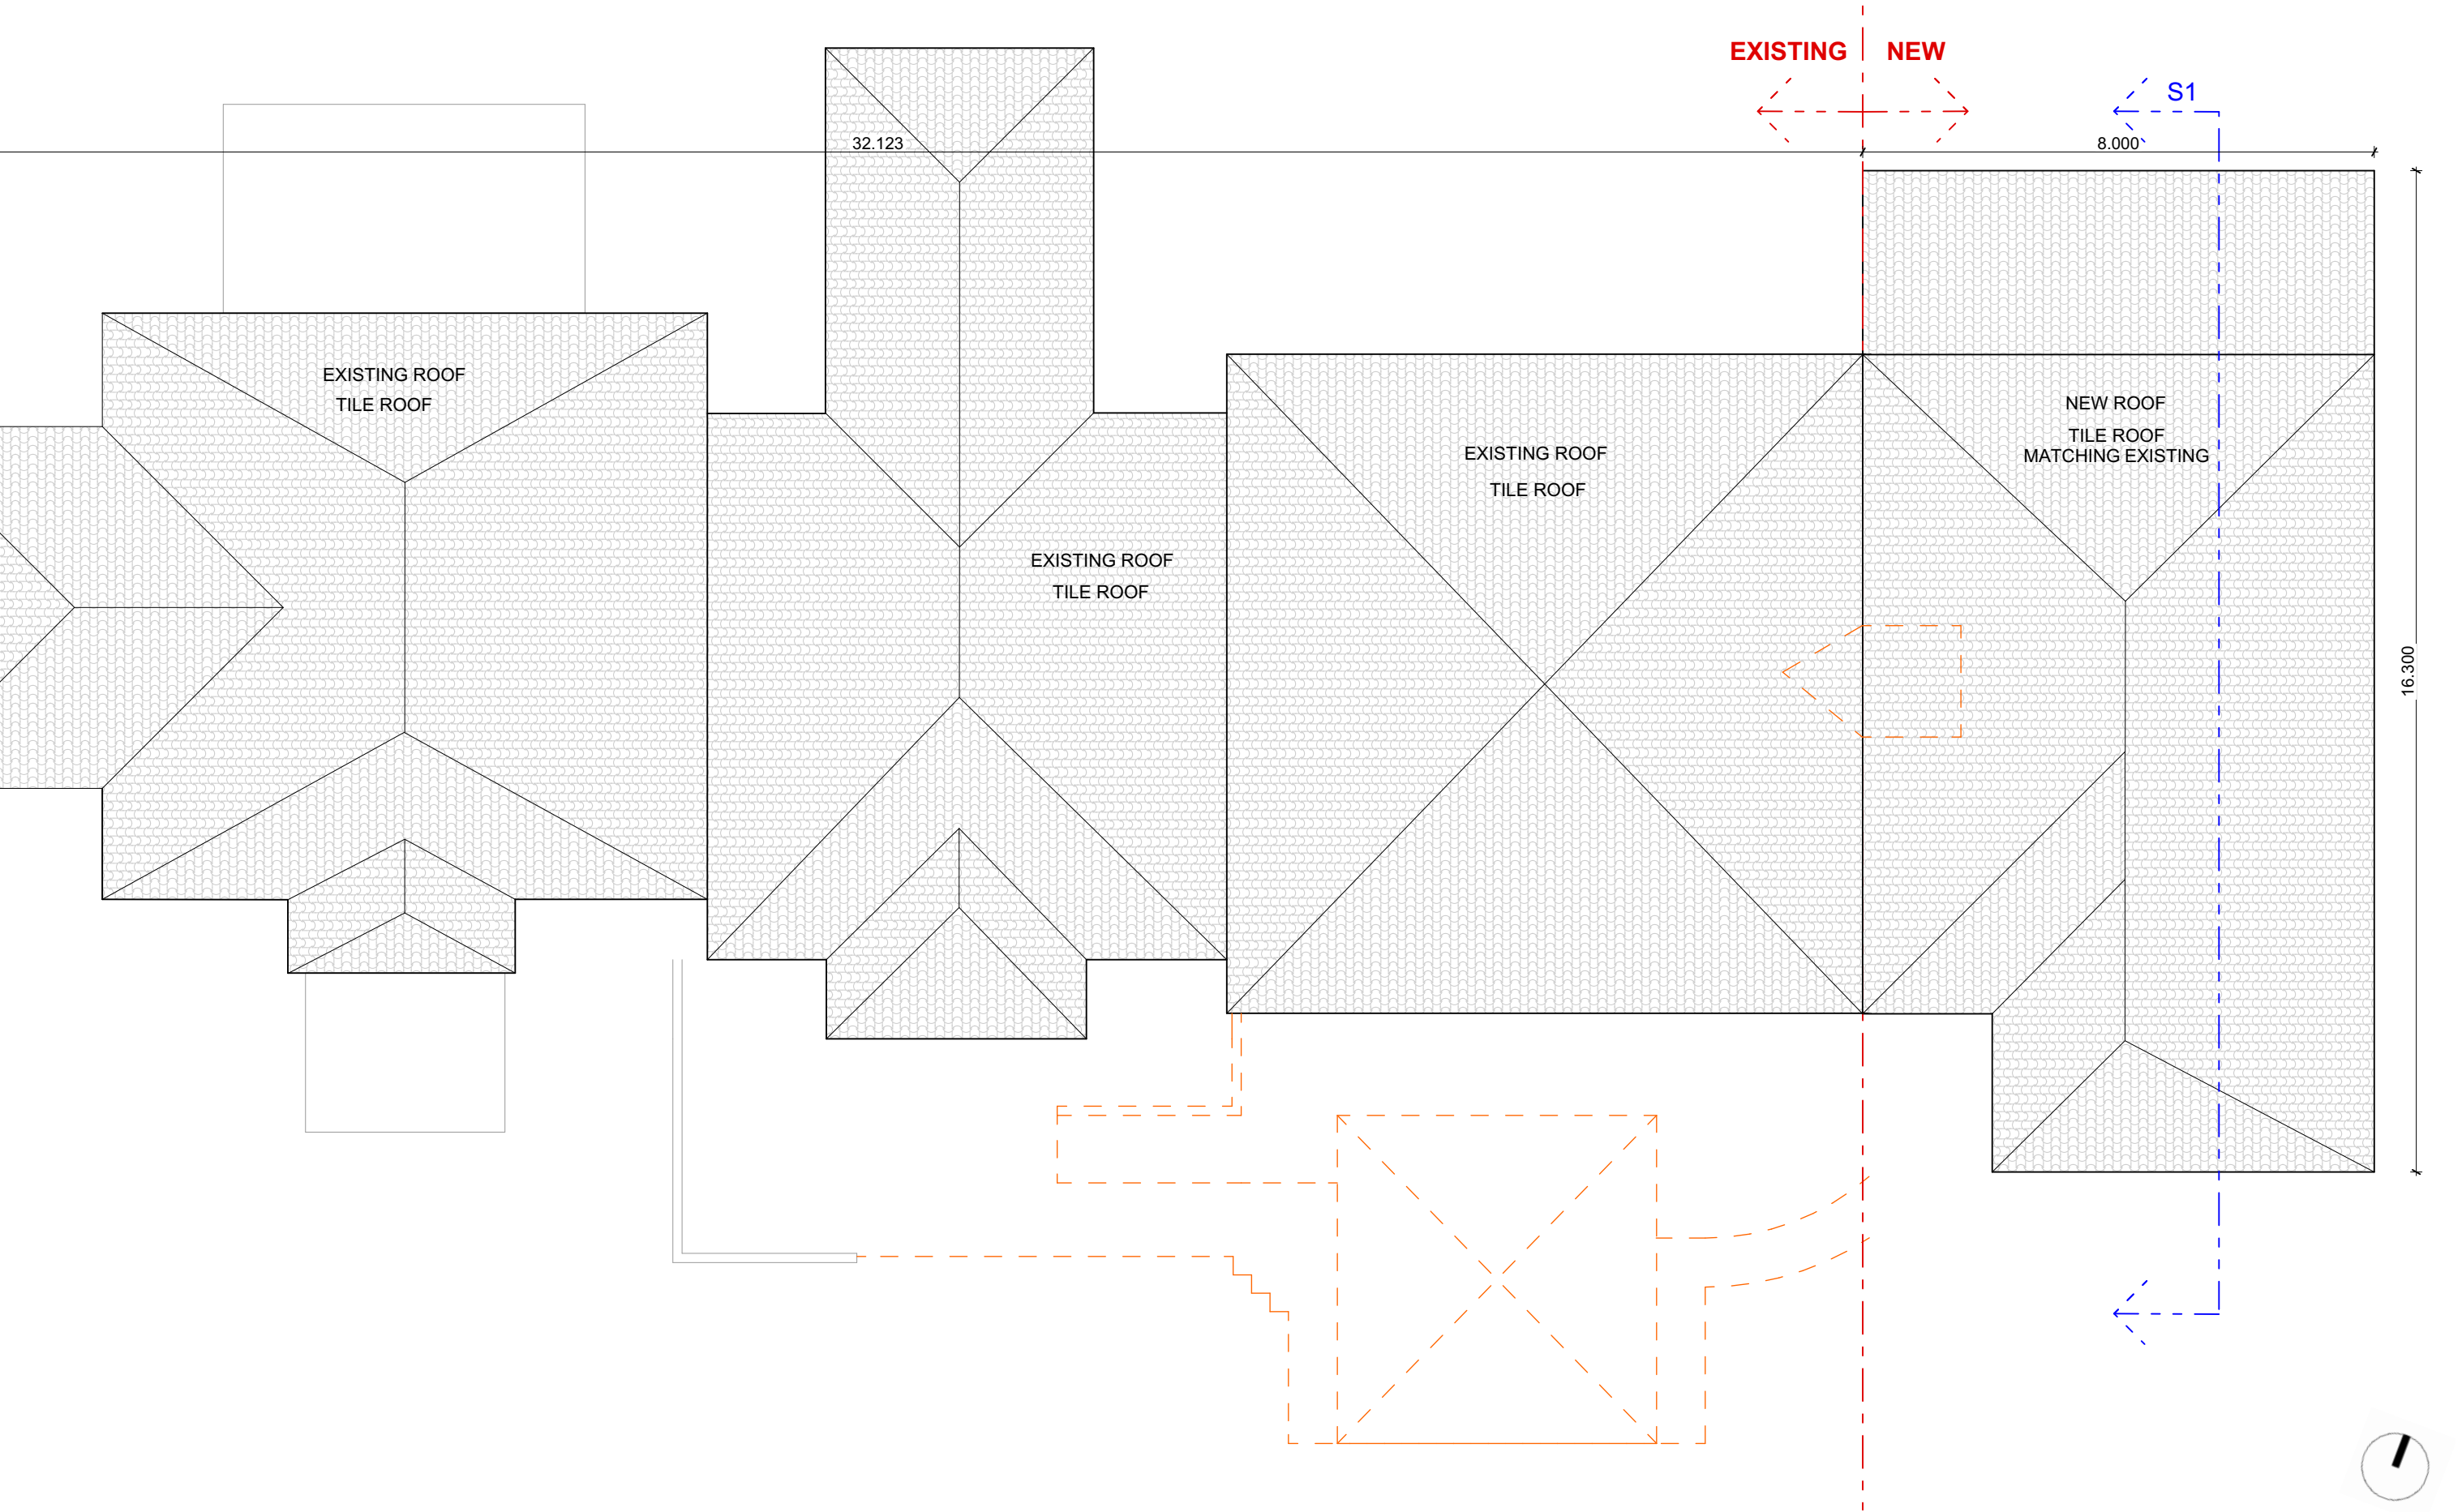 EXISTING NEW
S1
32.123
8.000
EXISTING ROOF
TILE ROOF
NEW ROOF
TILE ROOF
MATCHING EXISTING
EXISTING ROOF
TILE ROOF
EXISTING ROOF
TILE ROOF
16.300